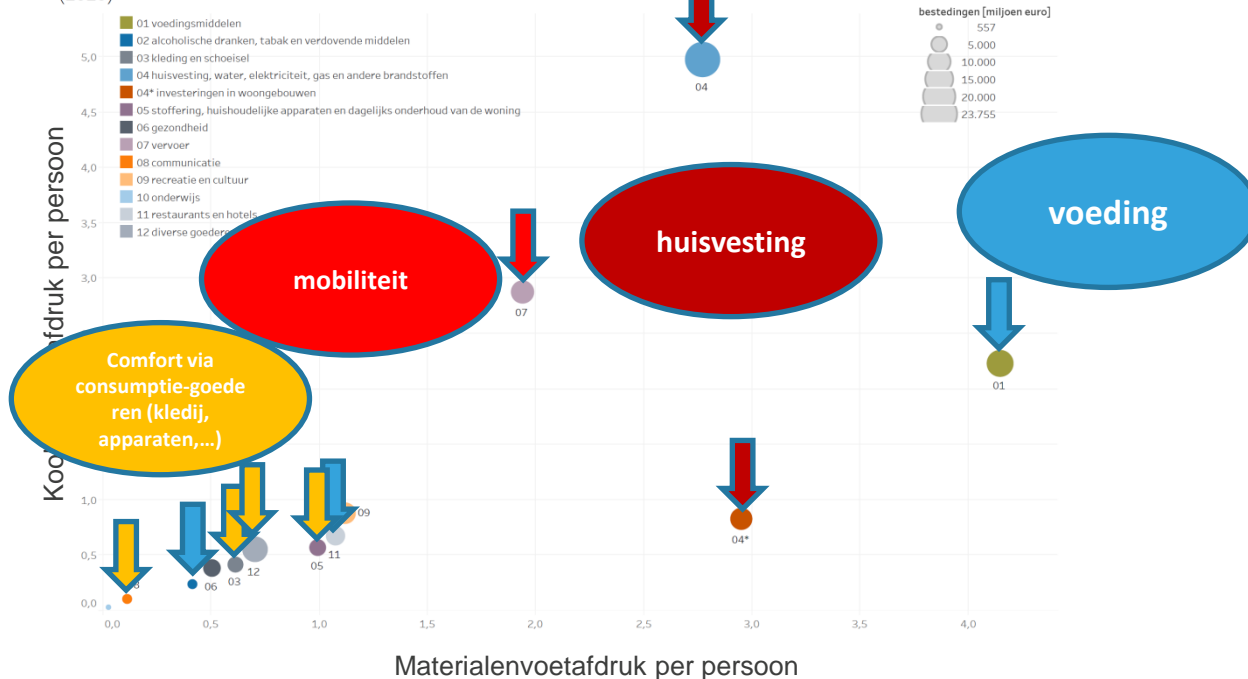 01 voedingsmiddelen
02 alcoholische dranken, tabak en verdovende middelen
03 kleding en schoeisel
04 huisvesting, water, elektriciteit, gas en andere brandstoffen
04* investeringen in woongebouwen
05 stoffering, huishoudelijke apparaten en dagelijks onderhoud van de woning
06 gezondheid
07 vervoer
08 communicatie
09 recreatie en cultuur
10 onderwijs
11 restaurants en hotels
12 diverse
bestedingen [miljoen euro]
557
5.000
10.000
15.000
20.000
23.755
04
voeding
huisvesting
mobiliteit
07
01
Comfort via
consumptie-goede
ren (kledij,
apparaten,...)
09
04*
11
05
12
03
06
5,0
4,5
4,0
3,5
3,0
1,0
0,5
0,0
0,0
0,5
1,0
1,5
2,0
2,5
3,0
3,5
4,0
per persoon
Materialenvoetafdruk per persoon